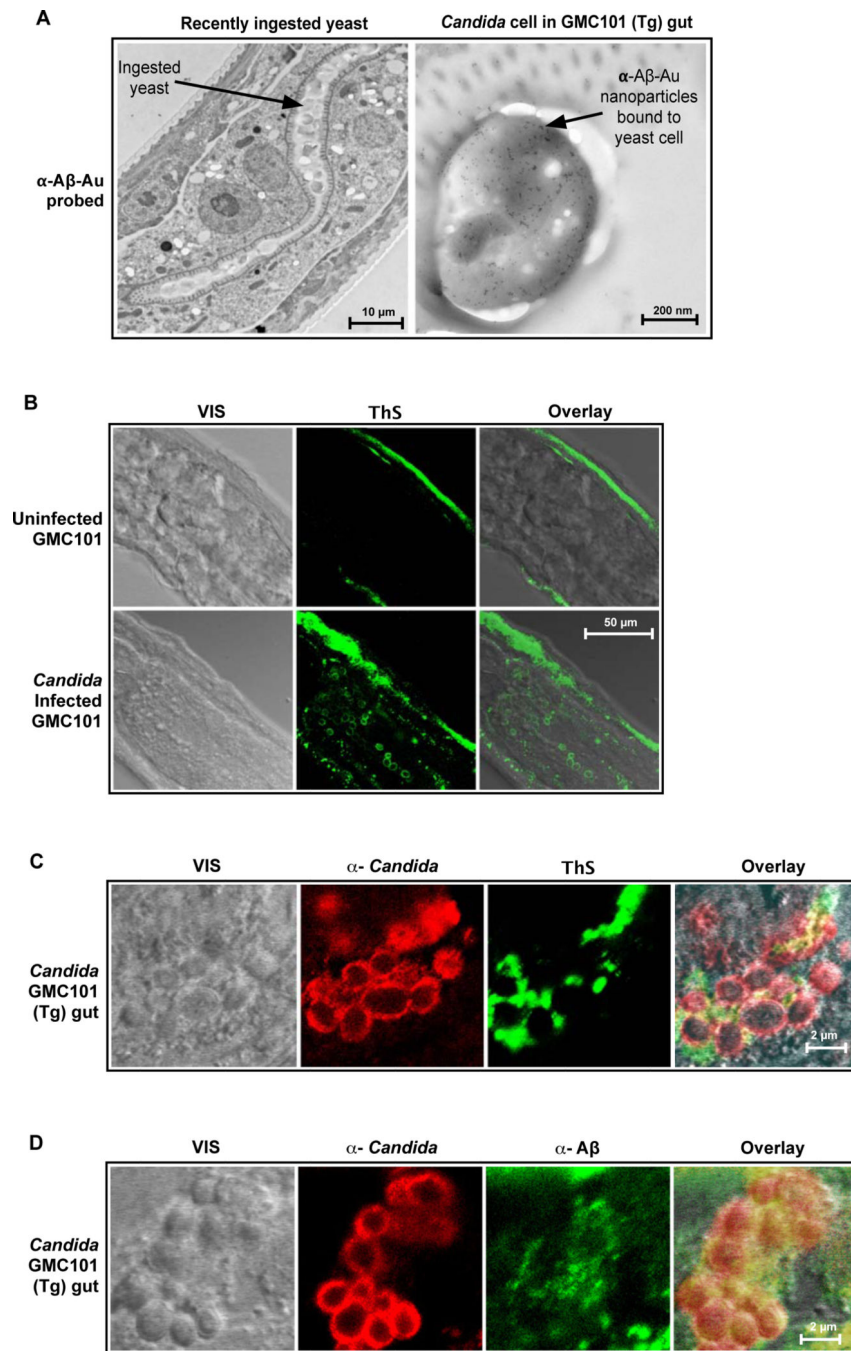 A
Recently ingested yeast
Candida cell in GMC101 (Tg) gut
Ingested
yeast
α-Aβ-Au
nanoparticles
bound to
yeast cell
α-Aβ-Au
probed
10 µm
200 nm
B
VIS
ThS
Overlay
Uninfected
GMC101
Candida
Infected
GMC101
50 µm
C
VIS
α- Candida
ThS
Overlay
Candida
GMC101
(Tg) gut
2 µm
D
VIS
α- Candida
α- Aβ
Overlay
Candida
GMC101
(Tg) gut
2 µm